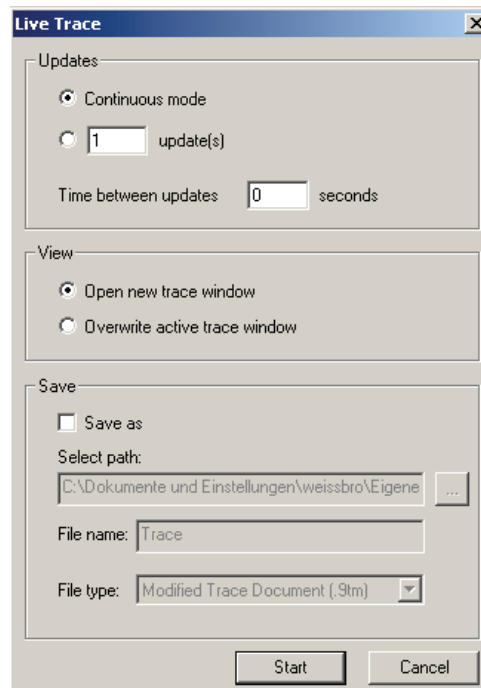 Live Trace
Updates
Continuous mode
1 update(s)
Time between updates 0 seconds
View
Open new trace window
Overwrite active trace window
Save
Save as
Select path:
C:\Dokumente und Einstellungen\weissbro\Eigene ...
File name: Trace
File type: Modified Trace Document (.9tm)
Start Cancel